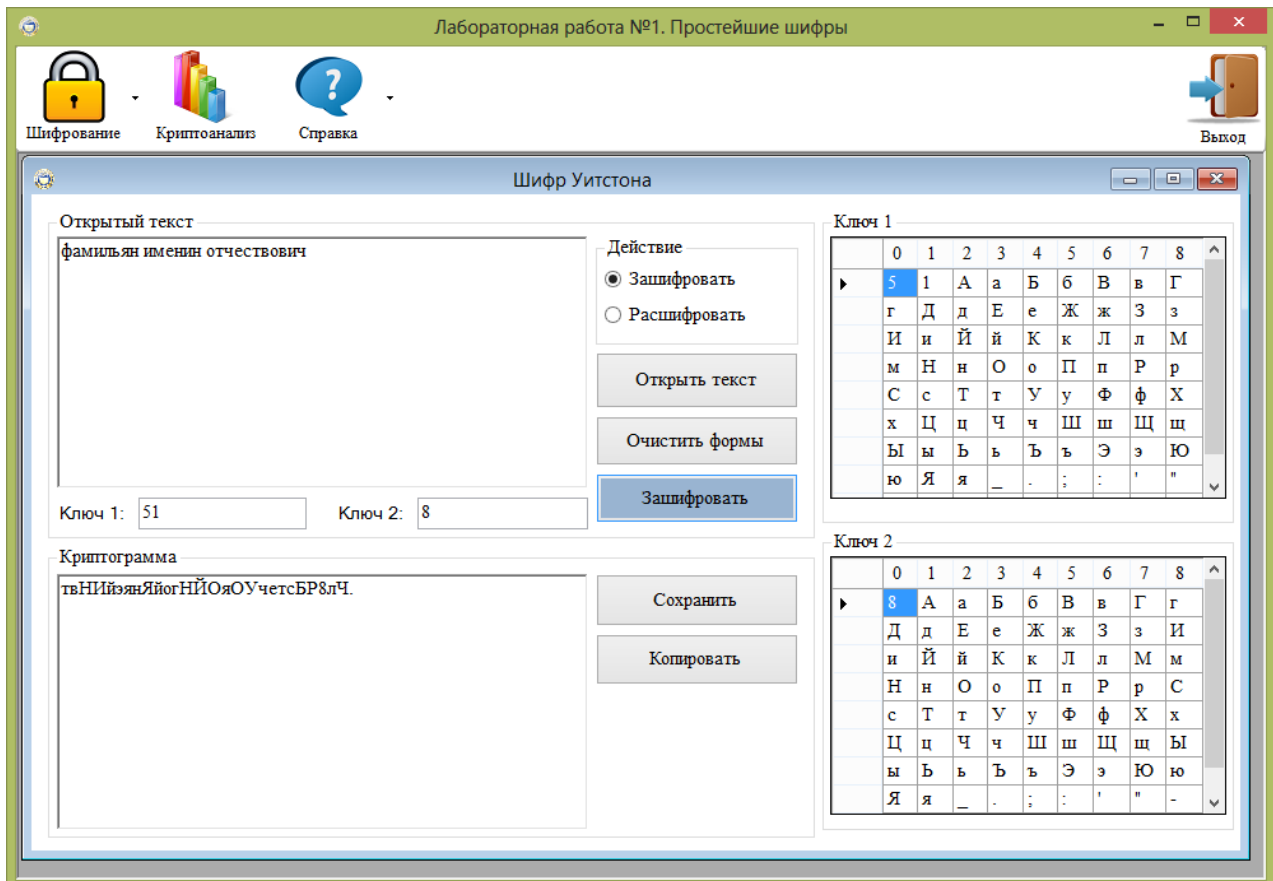 Лабораторная работа №1. Простейшие шифры
Шифрование Криптоанализ Справка Выход
Шифр Уитстона
Открытый текст
фамильян именин отчествович
Действие
Зашифровать
Расшифровать
Открыть текст
Очистить формы
Зашифровать
Ключ 1: 51 Ключ 2: 8
Криптограмма
твНИйэянЯйогНЙОяОУчетсБР8лЧ.
Сохранить
Копировать
Ключ 1
0 1 2 3 4 5 6 7 8
5 1 А а Б б В в Г
г Д д Е е Ж ж З з
И и Й й К к Л л М
м Н н О о П п Р р
С с Т т У у Ф ф Х
х Ц ц Ч ч Ш ш Щ щ
Ы ы Ь ь Ъ ъ Э э Ю
ю Я я _ . ; : ' "
Ключ 2
0 1 2 3 4 5 6 7 8
8 А а Б б В в Г г
Д д Е е Ж ж З з И
и Й й К к Л л М м
Н н О о П п Р р С
с Т т У у Ф ф Х х
Ц ц Ч ч Ш ш Щ щ Ы
ы Ь ь Ъ ъ Э э Ю ю
Я я _ . ; : ' " -